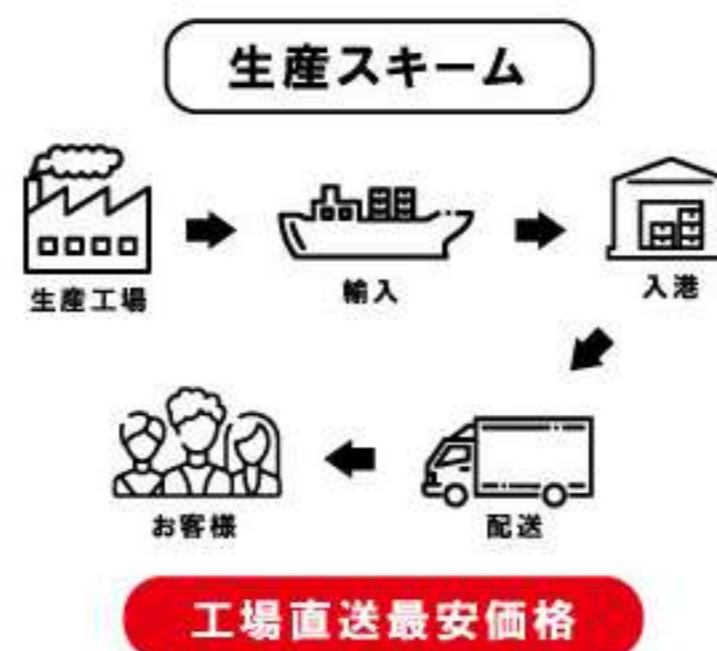 生産スキーム
生産工場
輸入
入港
配送
お客様
工場直送最安価格